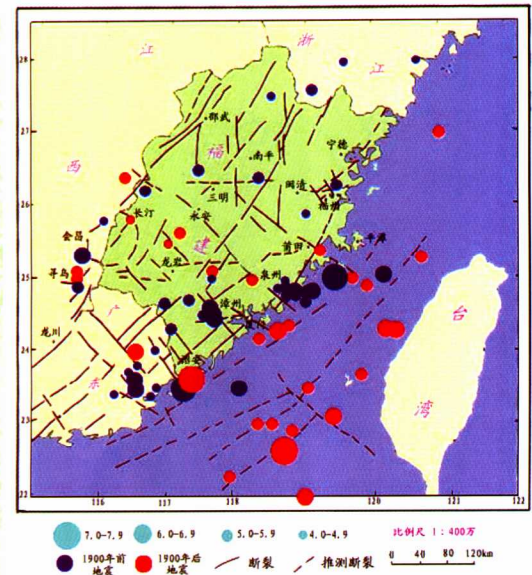 浙
江
江
28
邵武
27
福
南平
宁德
西
闽清
三明
26
福州
长汀
永安
会昌
建
莆田
平潭
龙岩
寻乌
泉州
25
广
漳州
厦门
台
龙川
24
诏安
东
湾
23
22
116 117 118 119 120 121 122
7.0-7.9 6.0-6.9 5.0-5.9 4.0-4.9 比例尺 1:400万
1900年前 地震 1900年后 地震 断裂 推测断裂 0 40 80 120km